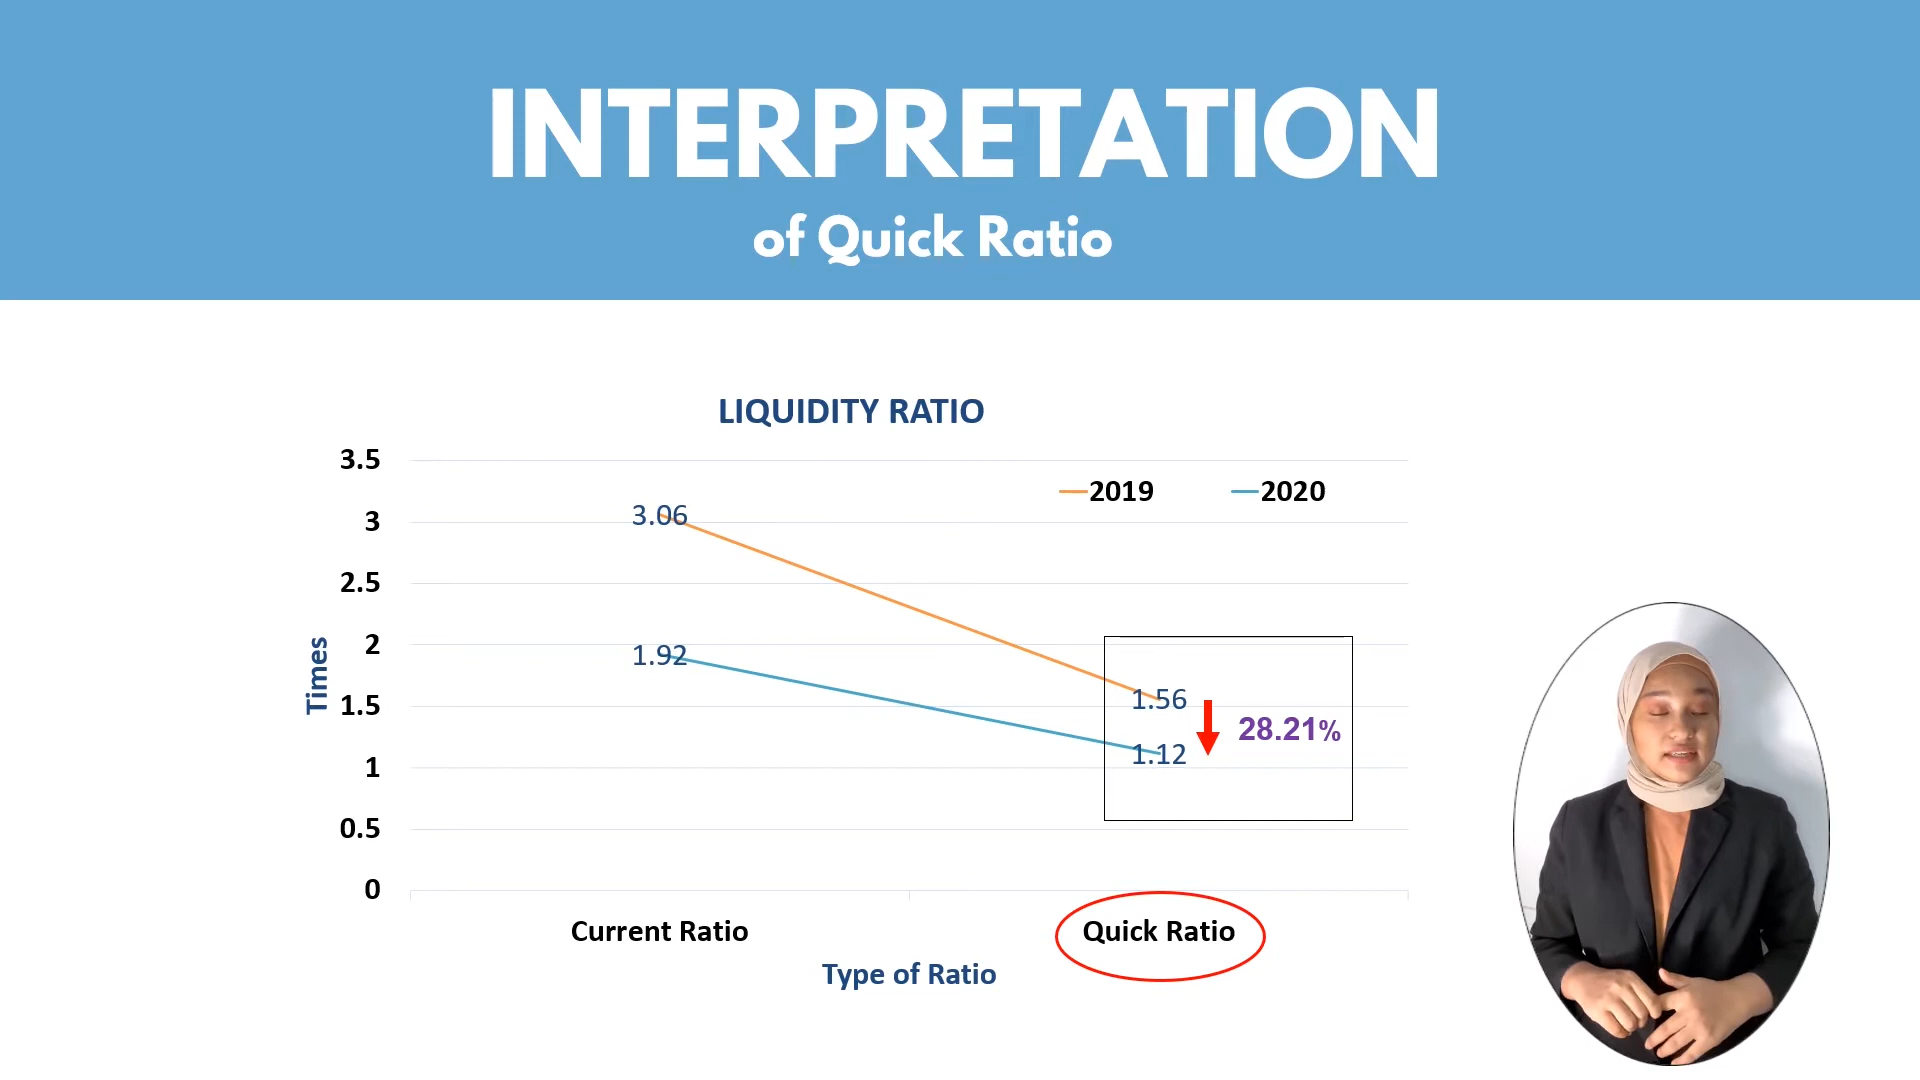 INTERPRETATION
of Quick Ratio
LIQUIDITY RATIO
3.5
2019 2020
3.06
3
2.5
2
1.92
Times
1.5
1.56
28.21%
1.12
1
0.5
0
Current Ratio Quick Ratio
Type of Ratio